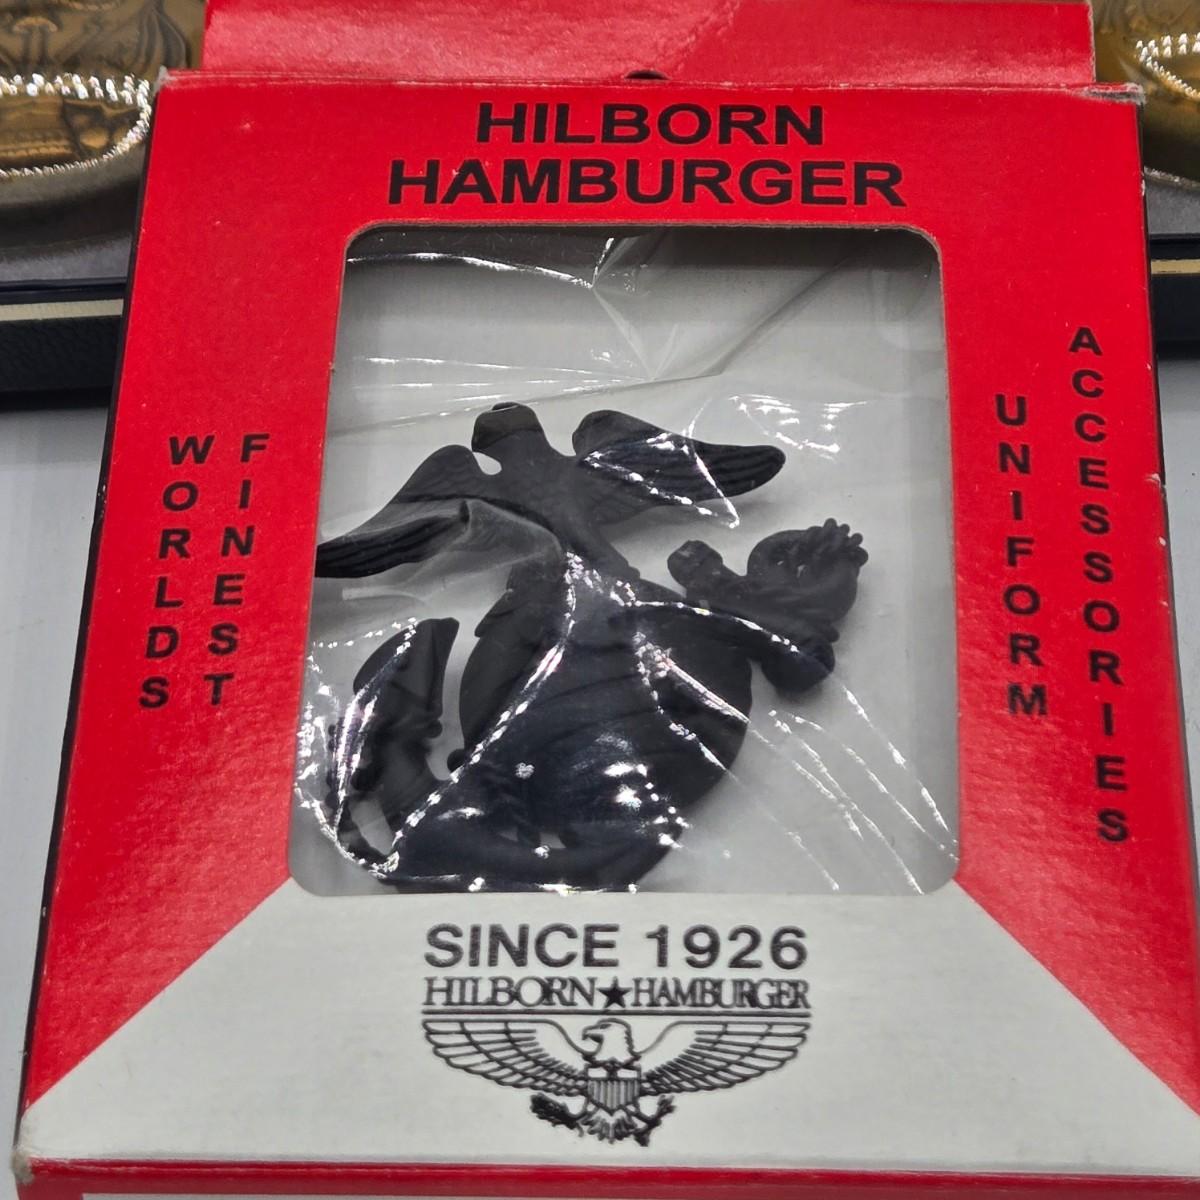 HILBORN
HAMBURGER
WORLDS
FINEST
UNIFORM
ACCESSORIES
SINCE 1926
HILBORN★HAMBURGER